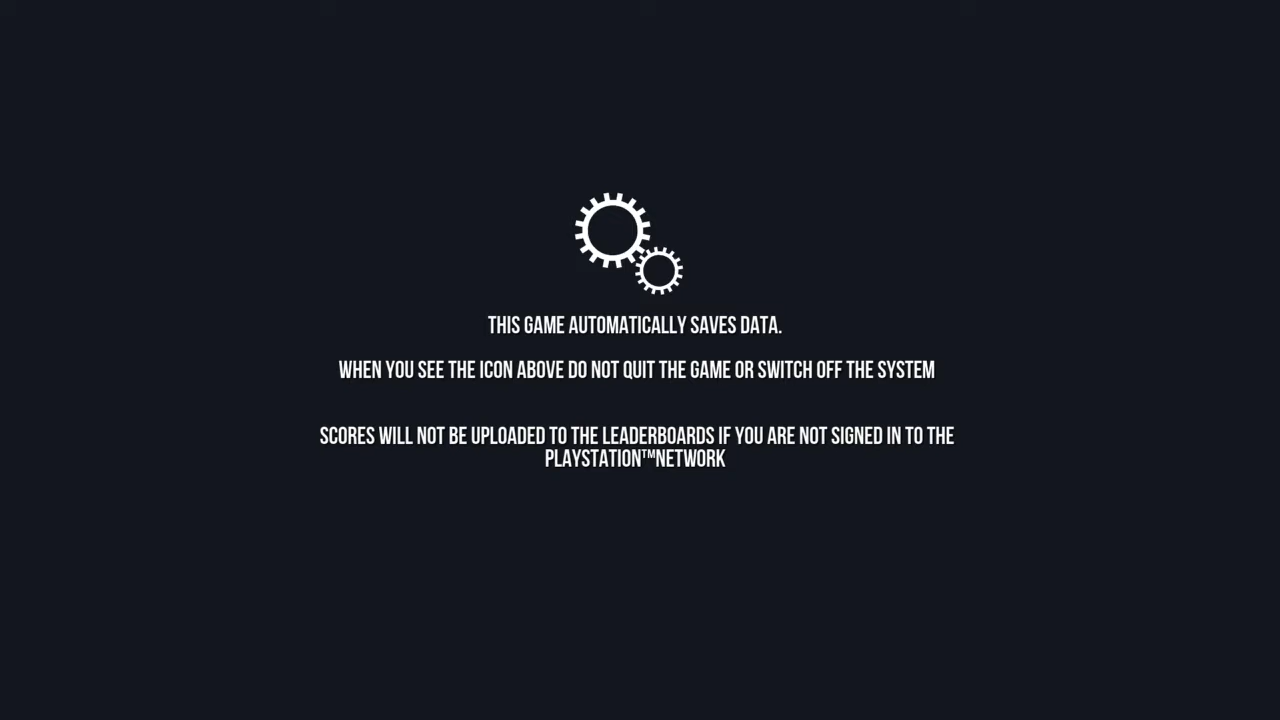 THIS GAME AUTOMATICALLY SAVES DATA.
WHEN YOU SEE THE ICON ABOVE DO NOT QUIT THE GAME OR SWITCH OFF THE SYSTEM
SCORES WILL NOT BE UPLOADED TO THE LEADERBOARDS IF YOU ARE NOT SIGNED IN TO THE
PLAYSTATION™NETWORK